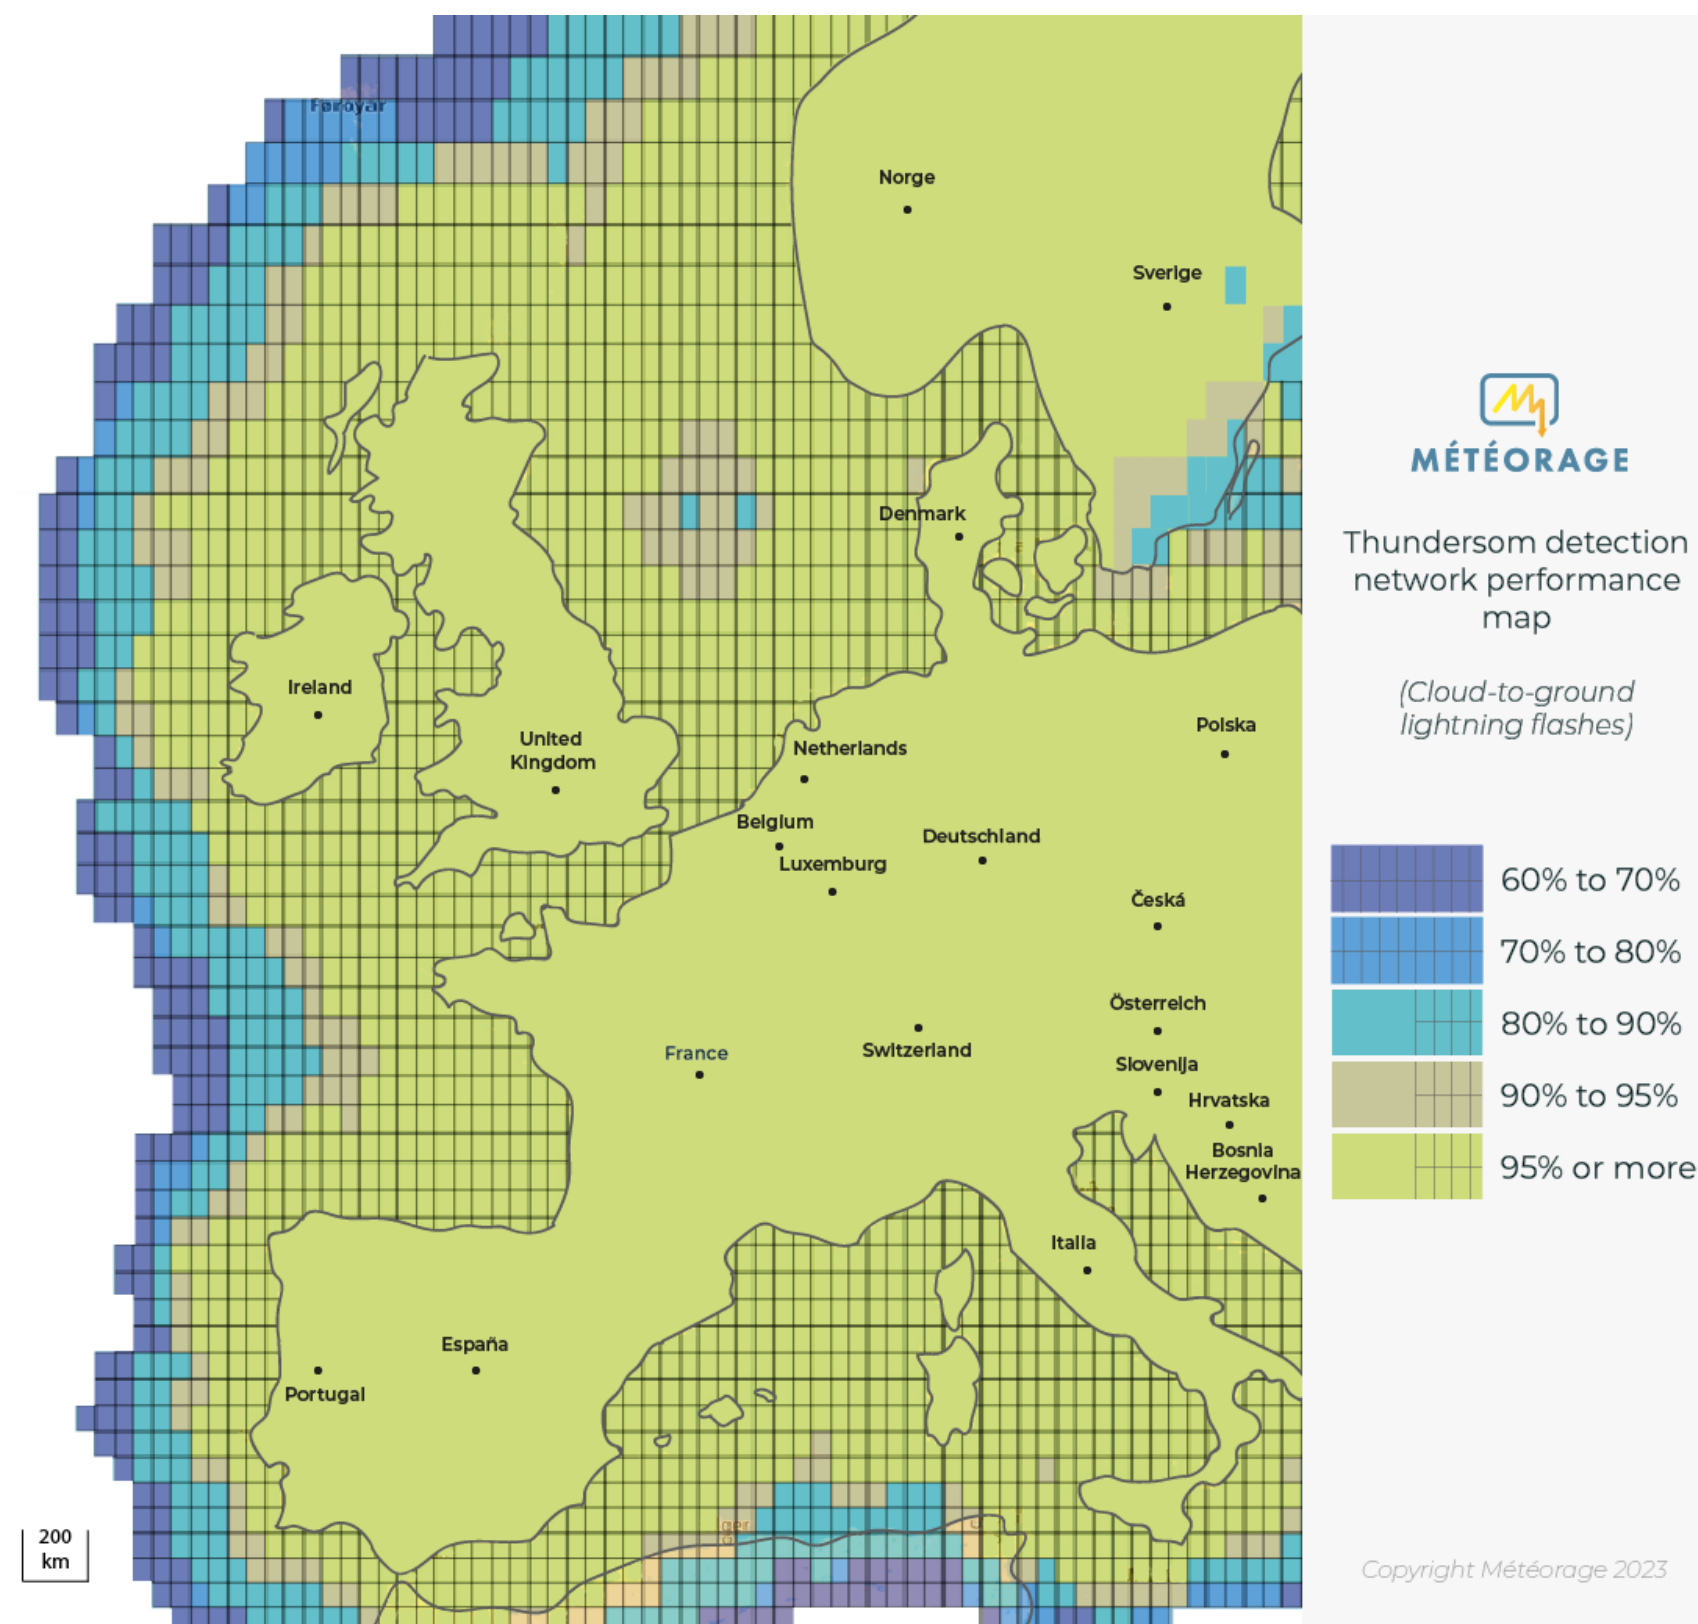 Føroyar
Norge
Sverige
Denmark
Ireland
United
Kingdom
Netherlands
Polska
Belgium
Deutschland
Luxemburg
Česká
Österreich
Switzerland
France
Slovenija
Hrvatska
Bosnia
Herzegovina
Italia
España
Portugal
200
km
MÉTÉORAGE
Thundersom detection
network performance
map
(Cloud-to-ground
lightning flashes)
60% to 70%
70% to 80%
80% to 90%
90% to 95%
95% or more
Copyright Météorage 2023